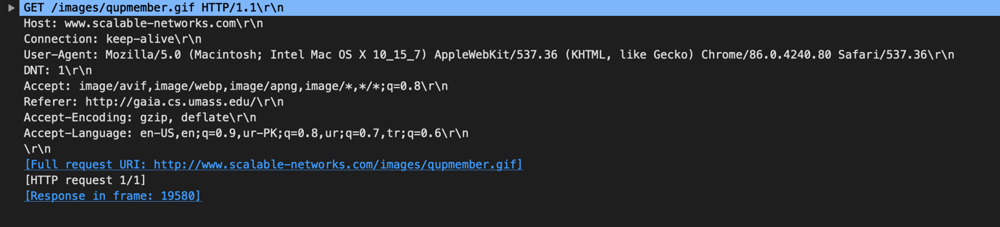 GET /images/qupmember.gif HTTP/1.1\r\n
Host: www.scalable-networks.com\r\n
Connection: keep-alive\r\n
User-Agent: Mozilla/5.0 (Macintosh; Intel Mac OS X 10_15_7) AppleWebKit/537.36 (KHTML, like Gecko) Chrome/86.0.4240.80 Safari/537.36\r\n
DNT: 1\r\n
Accept: image/avif,image/webp,image/apng,image/*,*/*;q=0.8\r\n
Referer: http://gaia.cs.umass.edu/\r\n
Accept-Encoding: gzip, deflate\r\n
Accept-Language: en-US,en;q=0.9,ur-PK;q=0.8,ur;q=0.7,tr;q=0.6\r\n
\r\n
[Full request URI: http://www.scalable-networks.com/images/qupmember.gif]
[HTTP request 1/1]
[Response in frame: 19580]